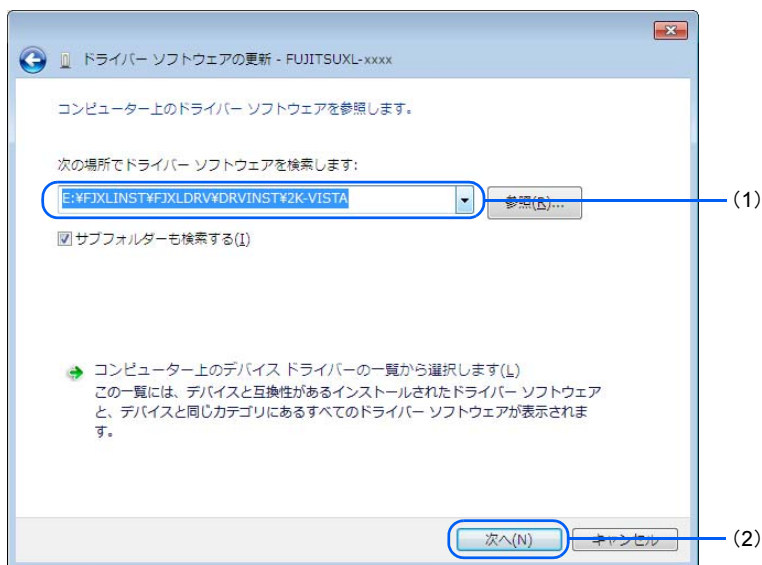 ドライバー ソフトウェアの更新 - FUJITSUXL-xxxx
コンピューター上のドライバー ソフトウェアを参照します。
次の場所でドライバー ソフトウェアを検索します:
E:¥FJXLINST¥FJXLDRV¥DRVINST¥2K-VISTA
参照(R)...
(1)
サブフォルダーも検索する(I)
コンピューター上のデバイス ドライバーの一覧から選択します(L)
この一覧には、デバイスと互換性があるインストールされたドライバー ソフトウェア
と、デバイスと同じカテゴリにあるすべてのドライバー ソフトウェアが表示されま
す。
次へ(N)
キャンセル
(2)